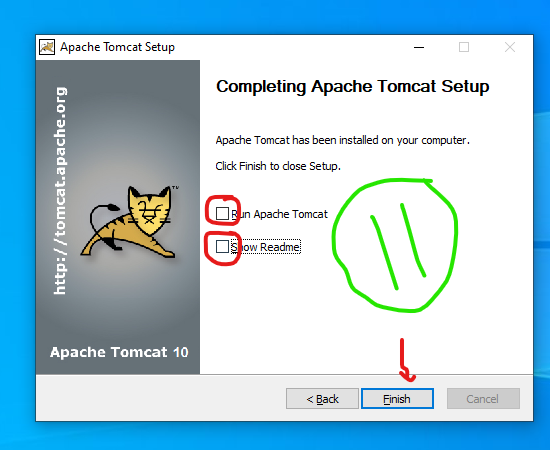 Apache Tomcat Setup
http://tomcat.apache.org
Completing Apache Tomcat Setup
Apache Tomcat has been installed on your computer.
Click Finish to close Setup.
Run Apache Tomcat
Show Readme
TM
Apache Tomcat 10
< Back
Finish
Cancel